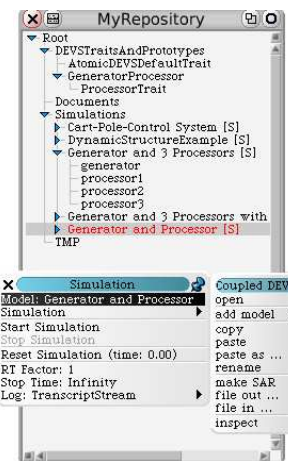 MyRepository
Root
DEVSTraitsAndPrototypes
AtomicDEVSDefaultTrait
GeneratorProcessor
ProcessorTrait
Documents
Simulations
Cart-Pole-Control System [S]
DynamicStructureExample [S]
Generator and 3 Processors [S]
generator
processor1
processor2
processor3
Generator and 3 Processors with
Generator and Processor [S]
TMP
Simulation
Model: Generator and Processor
Simulation
Start Simulation
Stop Simulation
Reset Simulation (time: 0.00)
RT Factor: 1
Stop Time: Infinity
Log: TranscriptStream
Coupled DEV
open
add model
copy
paste
paste as ...
rename
make SAR
file out ...
file in ...
inspect